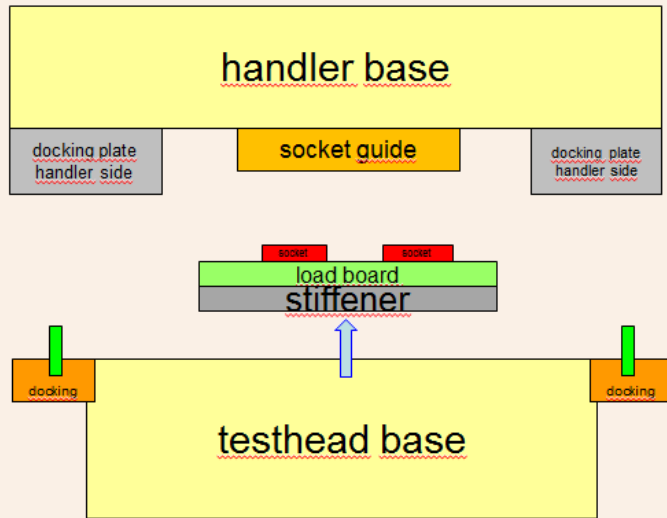 handler base
docking plate
handler side
socket guide
docking plate
handler side
socket
socket
load board
stiffener
docking
docking
testhead base